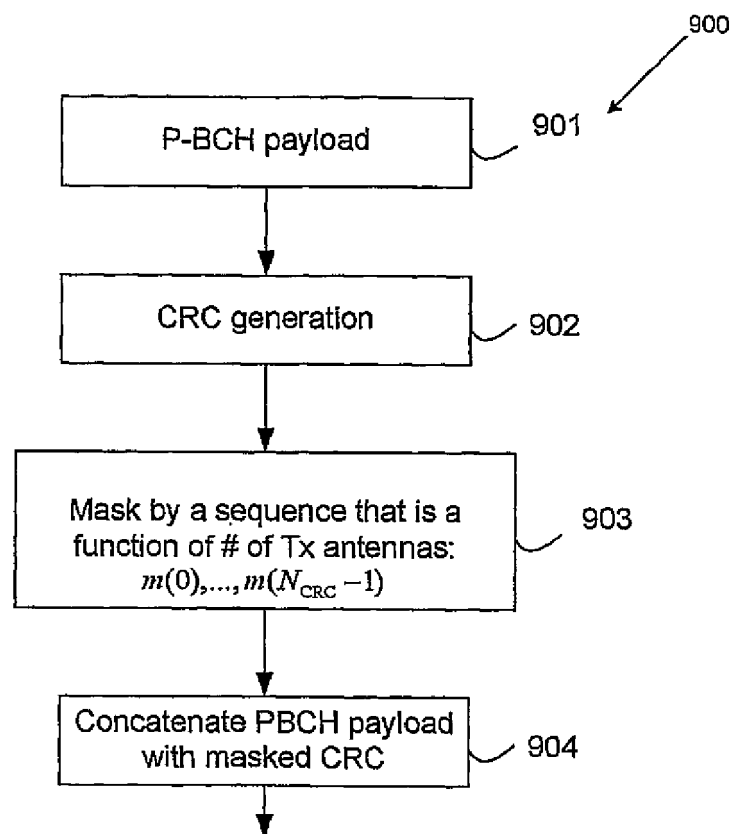 900
P-BCH payload
901
CRC generation
902
Mask by a sequence that is a
function of # of Tx antennas:
m(0),...,m(N_CRC −1)
903
Concatenate PBCH payload
with masked CRC
904